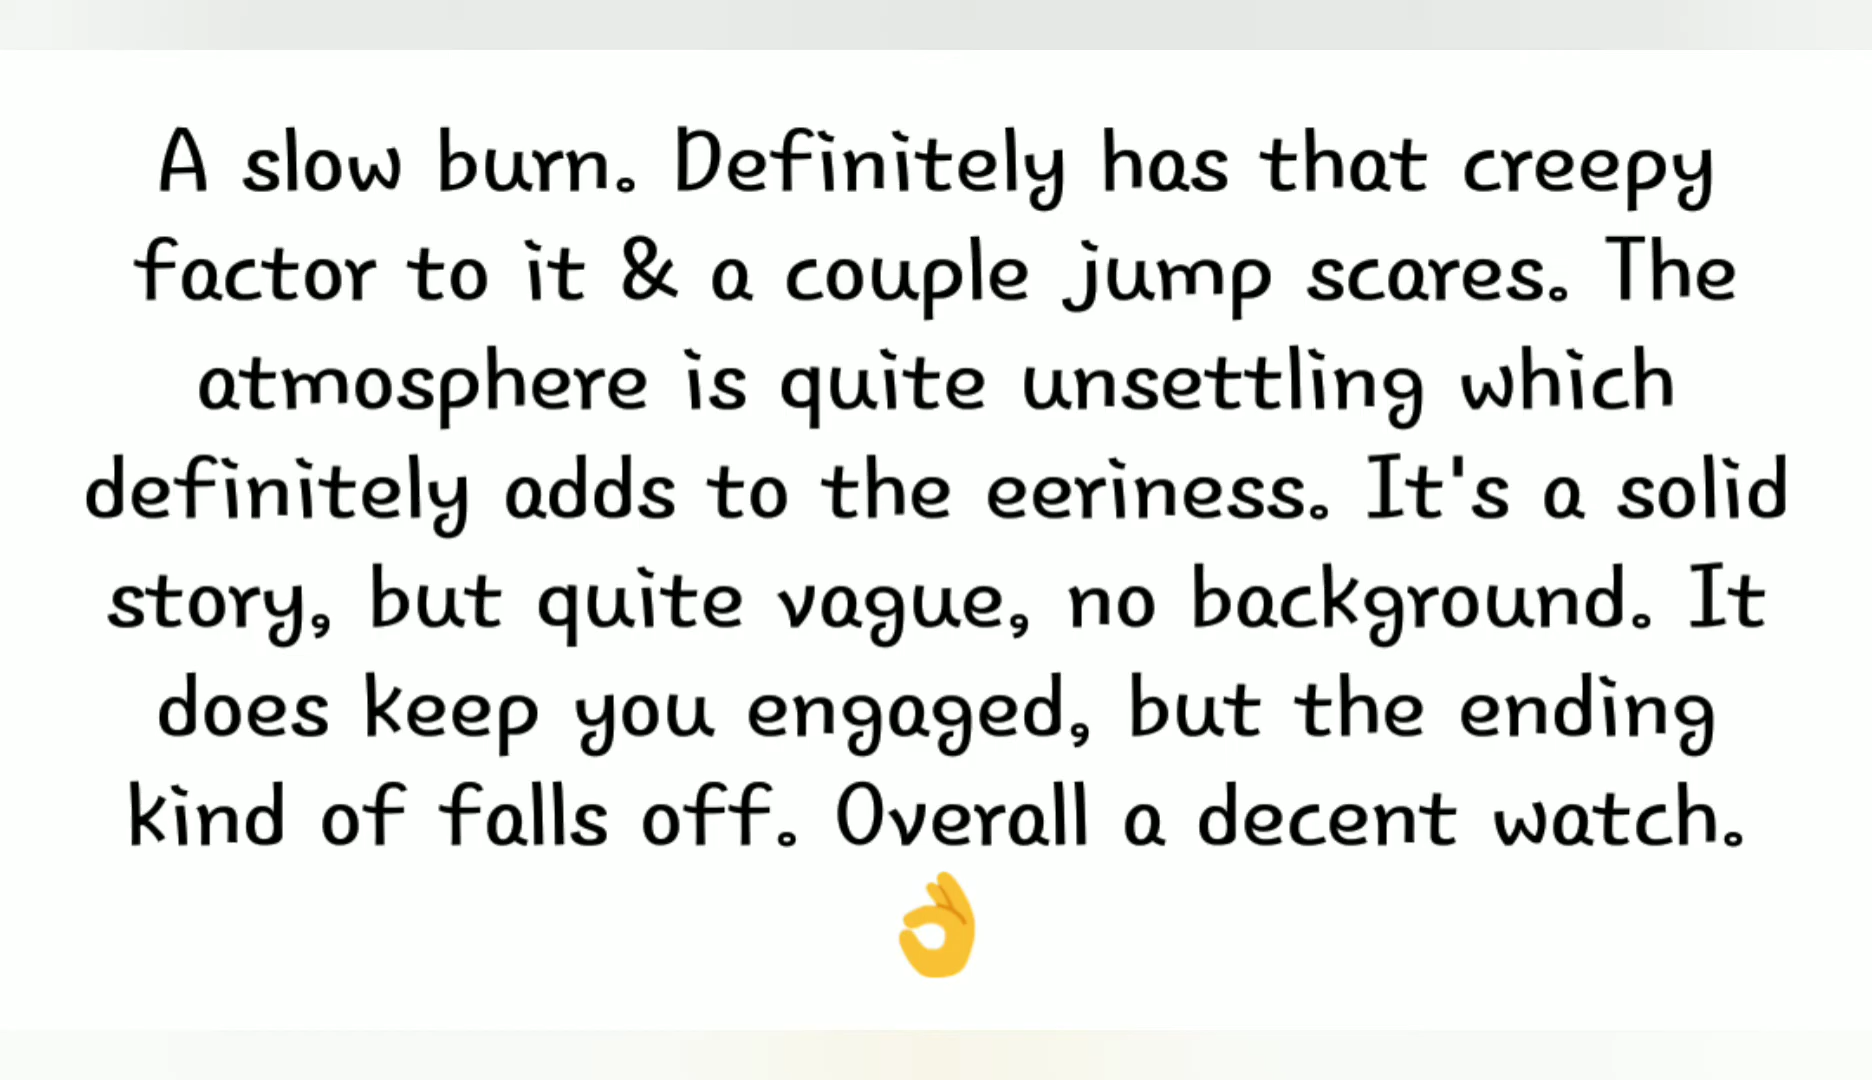 A slow burn. Definitely has that creepy
factor to it & a couple jump scares. The
atmosphere is quite unsettling which
definitely adds to the eeriness. It's a solid
story, but quite vague, no background. It
does keep you engaged, but the ending
kind of falls off. Overall a decent watch.
👌